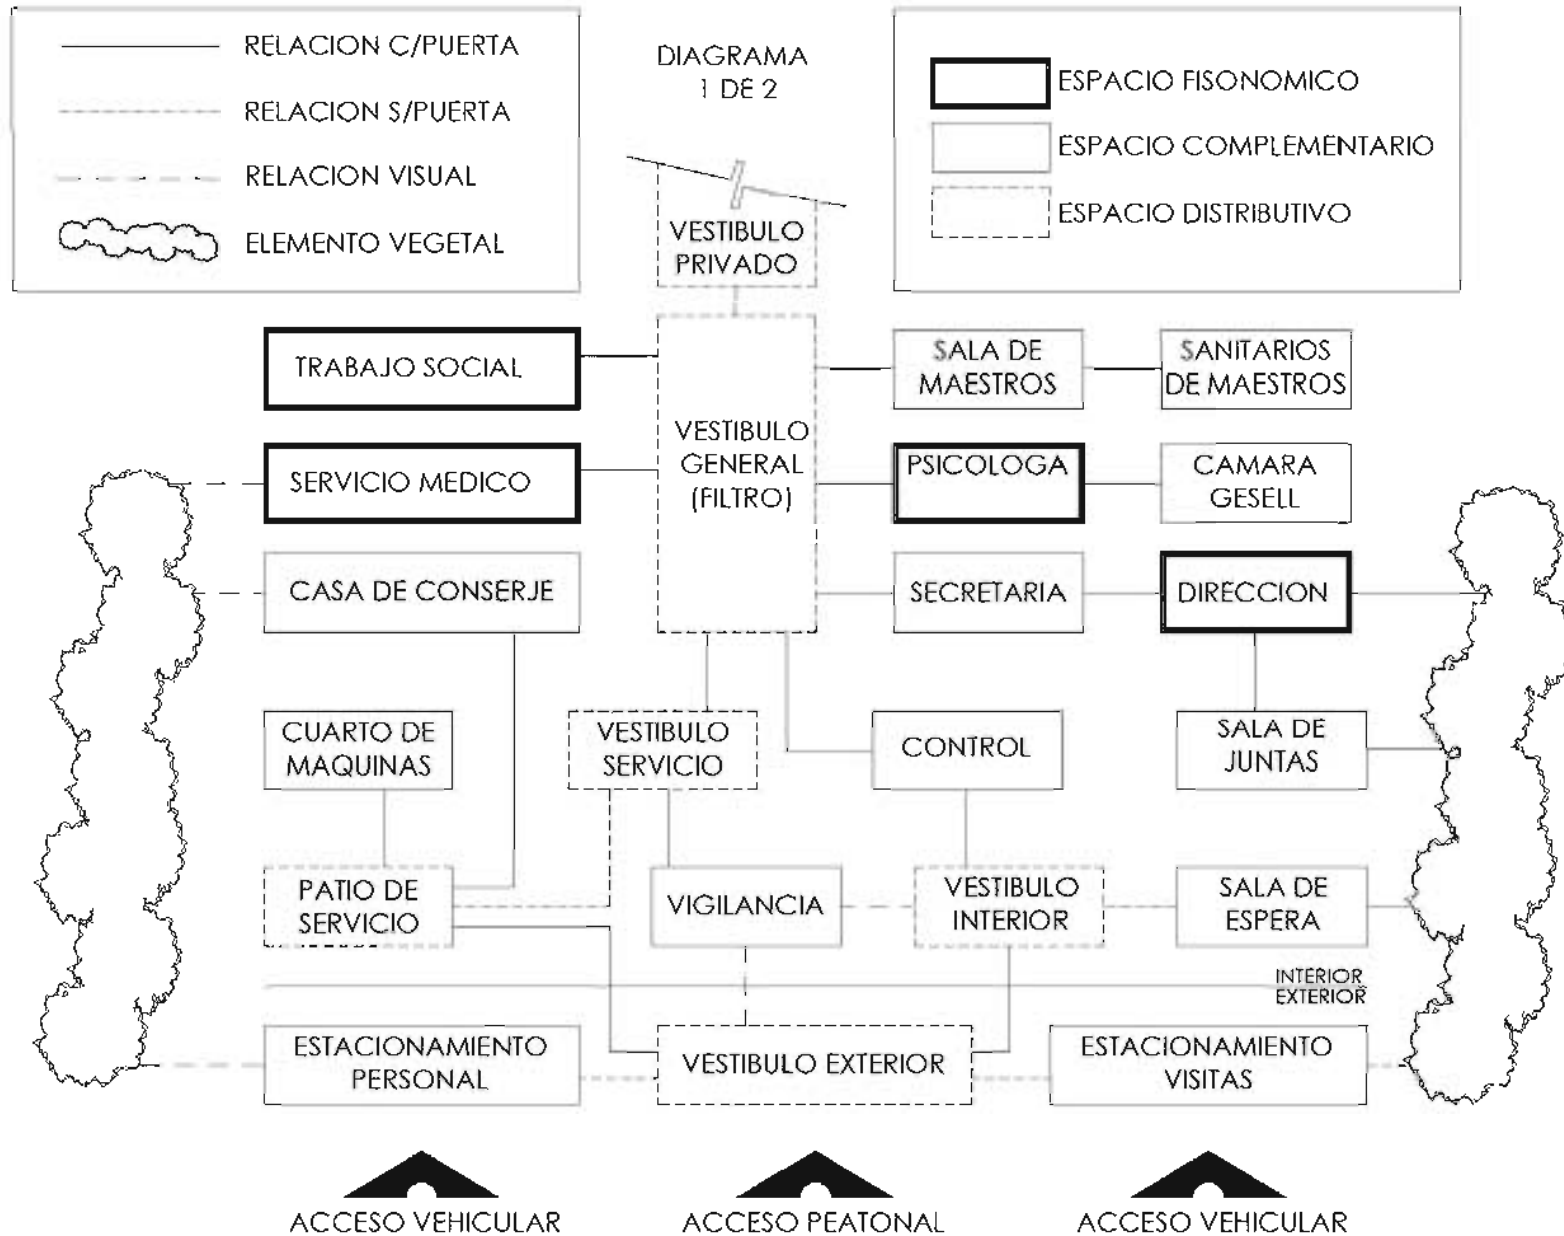 RELACION C/PUERTA
RELACION S/PUERTA
RELACION VISUAL
ELEMENTO VEGETAL
DIAGRAMA
1 DE 2
ESPACIO FISONOMICO
ESPACIO COMPLEMENTARIO
ESPACIO DISTRIBUTIVO
VESTIBULO
PRIVADO
TRABAJO SOCIAL
SALA DE
MAESTROS
SANITARIOS
DE MAESTROS
SERVICIO MEDICO
VESTIBULO
GENERAL
(FILTRO)
PSICOLOGA
CAMARA
GESELL
CASA DE CONSERJE
SECRETARIA
DIRECCION
CUARTO DE
MAQUINAS
VESTIBULO
SERVICIO
CONTROL
SALA DE
JUNTAS
PATIO DE
SERVICIO
VIGILANCIA
VESTIBULO
INTERIOR
SALA DE
ESPERA
INTERIOR
EXTERIOR
ESTACIONAMIENTO
PERSONAL
VESTIBULO EXTERIOR
ESTACIONAMIENTO
VISITAS
ACCESO VEHICULAR
ACCESO PEATONAL
ACCESO VEHICULAR